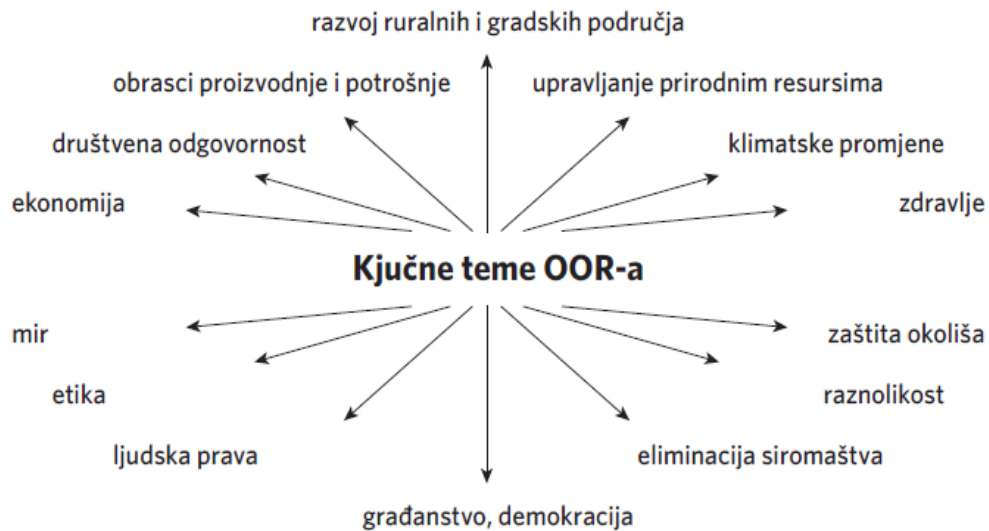 razvoj ruralnih i gradskih područja
obrasci proizvodnje i potrošnje
upravljanje prirodnim resursima
društvena odgovornost
klimatske promjene
ekonomija
zdravlje
Kjučne teme OOR-a
mir
zaštita okoliša
etika
raznolikost
ljudska prava
eliminacija siromaštva
građanstvo, demokracija